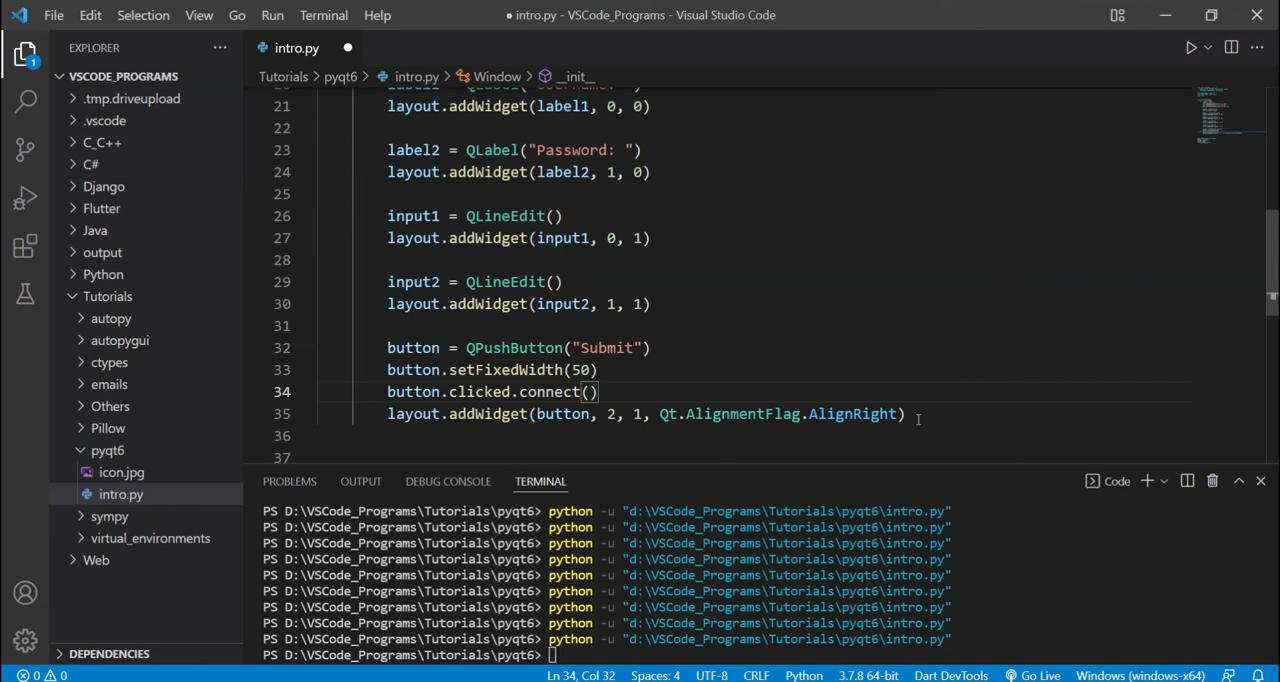 File Edit Selection View Go Run Terminal Help
● intro.py - VSCode_Programs - Visual Studio Code
EXPLORER ···
intro.py ●
VSCODE_PROGRAMS
Tutorials > pyqt6 > intro.py > Window > __init__
.tmp.driveupload
.vscode
C_C++
C#
Django
Flutter
Java
output
Python
Tutorials
autopy
autopygui
ctypes
emails
Others
Pillow
pyqt6
icon.jpg
intro.py
sympy
virtual_environments
Web
DEPENDENCIES
1
21 layout.addWidget(label1, 0, 0)
22
23 label2 = QLabel("Password: ")
24 layout.addWidget(label2, 1, 0)
25
26 input1 = QLineEdit()
27 layout.addWidget(input1, 0, 1)
28
29 input2 = QLineEdit()
30 layout.addWidget(input2, 1, 1)
31
32 button = QPushButton("Submit")
33 button.setFixedWidth(50)
34 button.clicked.connect()
35 layout.addWidget(button, 2, 1, Qt.AlignmentFlag.AlignRight)
36
37
PROBLEMS OUTPUT DEBUG CONSOLE TERMINAL Code
PS D:\VSCode_Programs\Tutorials\pyqt6> python -u "d:\VSCode_Programs\Tutorials\pyqt6\intro.py"
PS D:\VSCode_Programs\Tutorials\pyqt6> python -u "d:\VSCode_Programs\Tutorials\pyqt6\intro.py"
PS D:\VSCode_Programs\Tutorials\pyqt6> python -u "d:\VSCode_Programs\Tutorials\pyqt6\intro.py"
PS D:\VSCode_Programs\Tutorials\pyqt6> python -u "d:\VSCode_Programs\Tutorials\pyqt6\intro.py"
PS D:\VSCode_Programs\Tutorials\pyqt6> python -u "d:\VSCode_Programs\Tutorials\pyqt6\intro.py"
PS D:\VSCode_Programs\Tutorials\pyqt6> python -u "d:\VSCode_Programs\Tutorials\pyqt6\intro.py"
PS D:\VSCode_Programs\Tutorials\pyqt6> python -u "d:\VSCode_Programs\Tutorials\pyqt6\intro.py"
PS D:\VSCode_Programs\Tutorials\pyqt6> python -u "d:\VSCode_Programs\Tutorials\pyqt6\intro.py"
PS D:\VSCode_Programs\Tutorials\pyqt6> python -u "d:\VSCode_Programs\Tutorials\pyqt6\intro.py"
PS D:\VSCode_Programs\Tutorials\pyqt6>
0 0 Ln 34, Col 32 Spaces: 4 UTF-8 CRLF Python 3.7.8 64-bit Dart DevTools Go Live Windows (windows-x64)